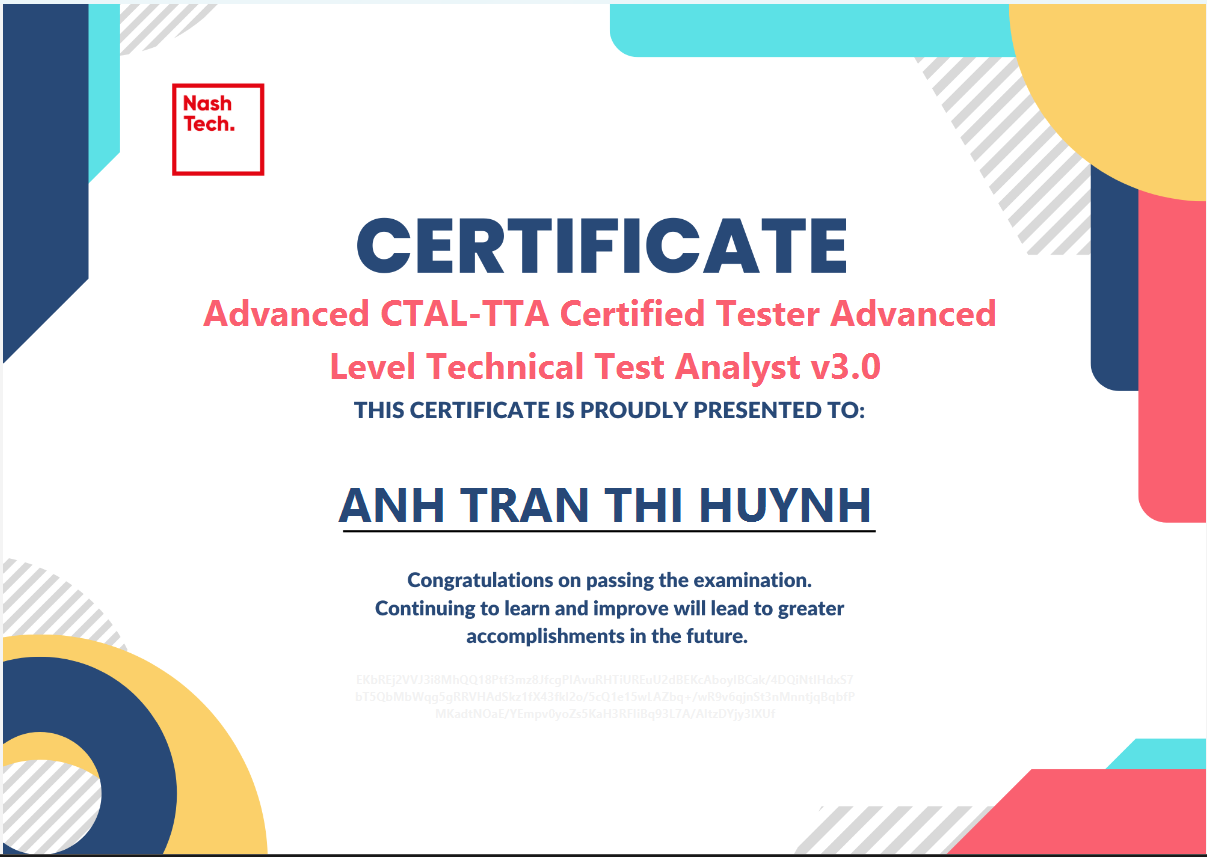 Nash
Tech.
CERTIFICATE
Advanced CTAL-TTA Certified Tester Advanced
Level Technical Test Analyst v3.0
THIS CERTIFICATE IS PROUDLY PRESENTED TO:
ANH TRAN THI HUYNH
Congratulations on passing the examination.
Continuing to learn and improve will lead to greater
accomplishments in the future.